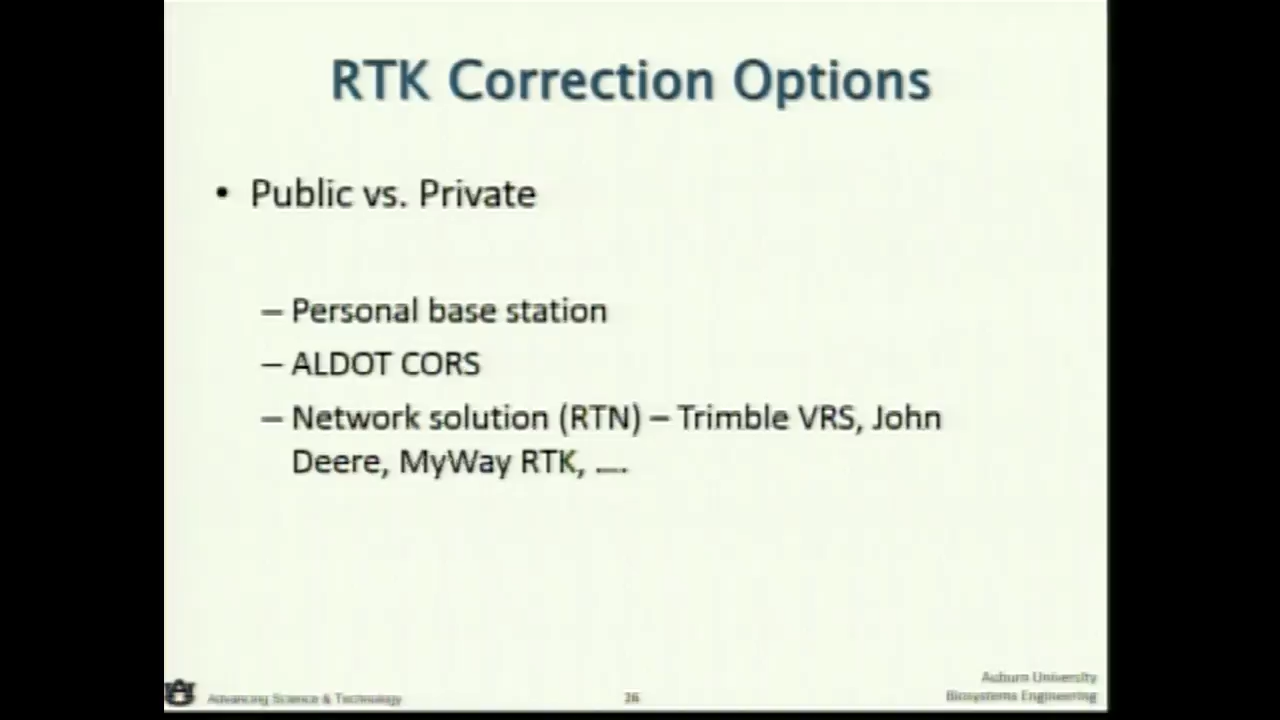 RTK Correction Options
• Public vs. Private
– Personal base station
– ALDOT CORS
– Network solution (RTN) – Trimble VRS, John
Deere, MyWay RTK, ….
Auburn University
Advancing Science & Technology 26 Biosystems Engineering